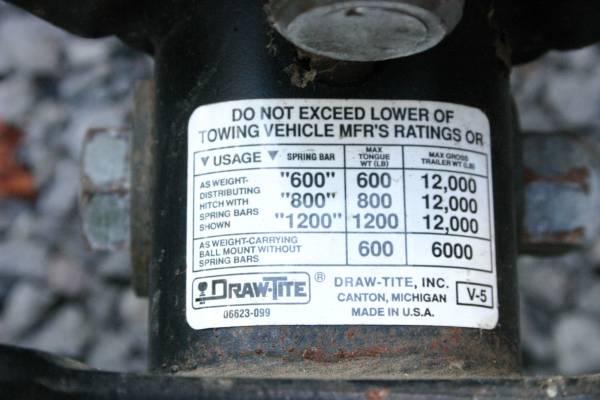 DO NOT EXCEED LOWER OF
TOWING VEHICLE MFR'S RATINGS OR
▼ USAGE ▼ SPRING BAR MAX TONGUE WT (LB) MAX GROSS TRAILER WT (LB)
AS WEIGHT-
DISTRIBUTING
HITCH WITH
SPRING BARS
SHOWN
"600" 600 12,000
"800" 800 12,000
"1200" 1200 12,000
AS WEIGHT-CARRYING
BALL MOUNT WITHOUT
SPRING BARS
600 6000
DRAW-TITE ® DRAW-TITE, INC.
CANTON, MICHIGAN V-5
06623-099 MADE IN U.S.A.